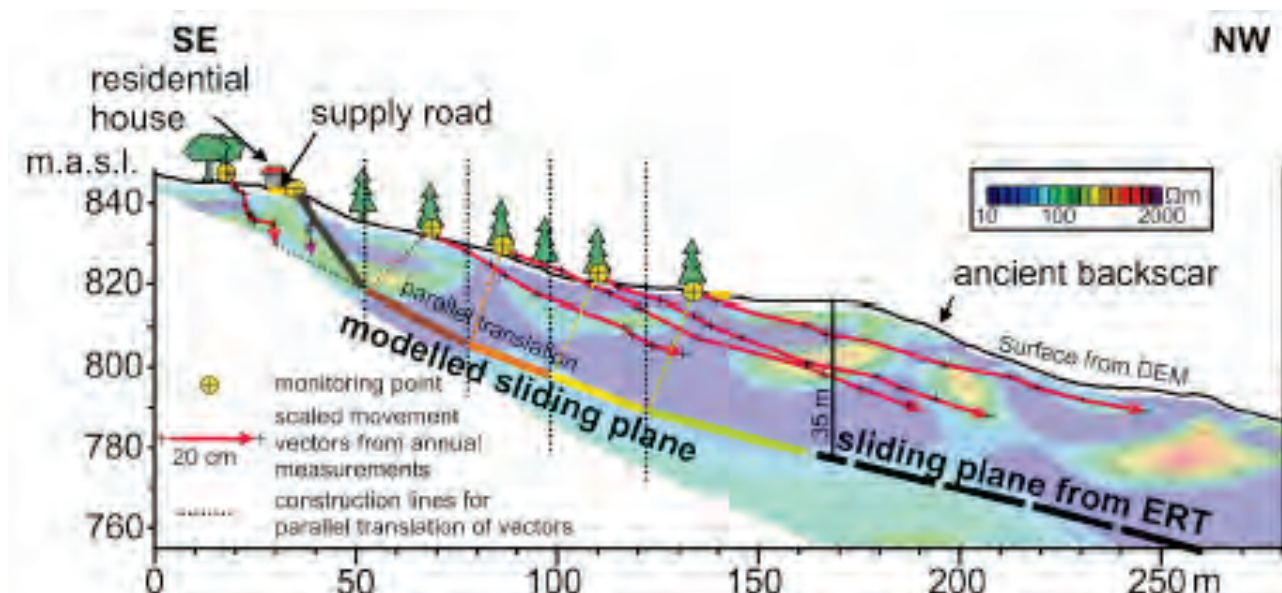 SE
NW
residential
house
supply road
m.a.s.l.
840
820
800
780
760
10
100
2000
Ωm
ancient backscar
Surface from DEM
parallel translation
modelled sliding plane
35 m
sliding plane from ERT
monitoring point
scaled movement
vectors from annual
measurements
20 cm
construction lines for
parallel translation of vectors
0
50
100
150
200
250 m